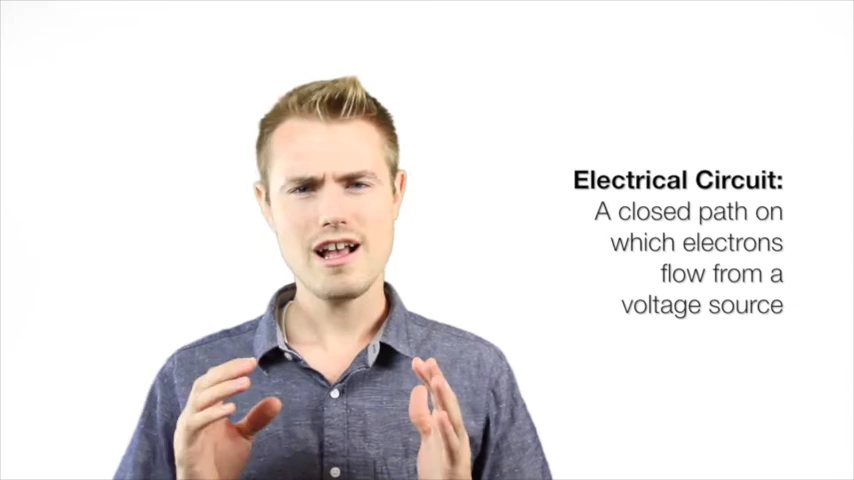 Electrical Circuit:
A closed path on
which electrons
flow from a
voltage source